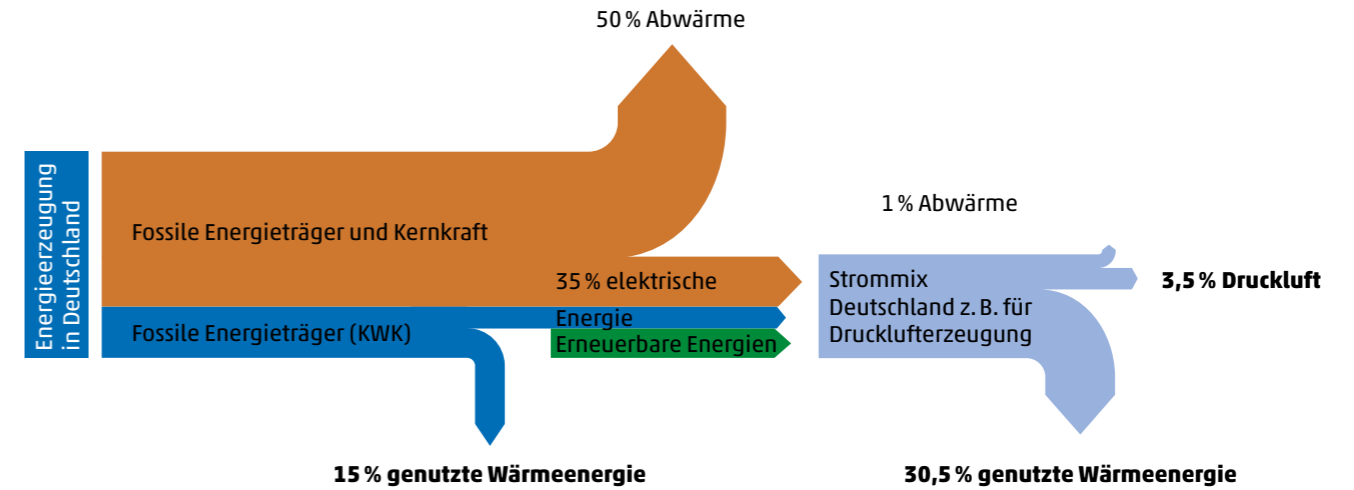 50 % Abwärme
Energieerzeugung
in Deutschland
Fossile Energieträger und Kernkraft
1 % Abwärme
35 % elektrische
Energie
Erneuerbare Energien
Fossile Energieträger (KWK)
Strommix
Deutschland z. B. für
Drucklufterzeugung
3,5 % Druckluft
15 % genutzte Wärmeenergie
30,5 % genutzte Wärmeenergie